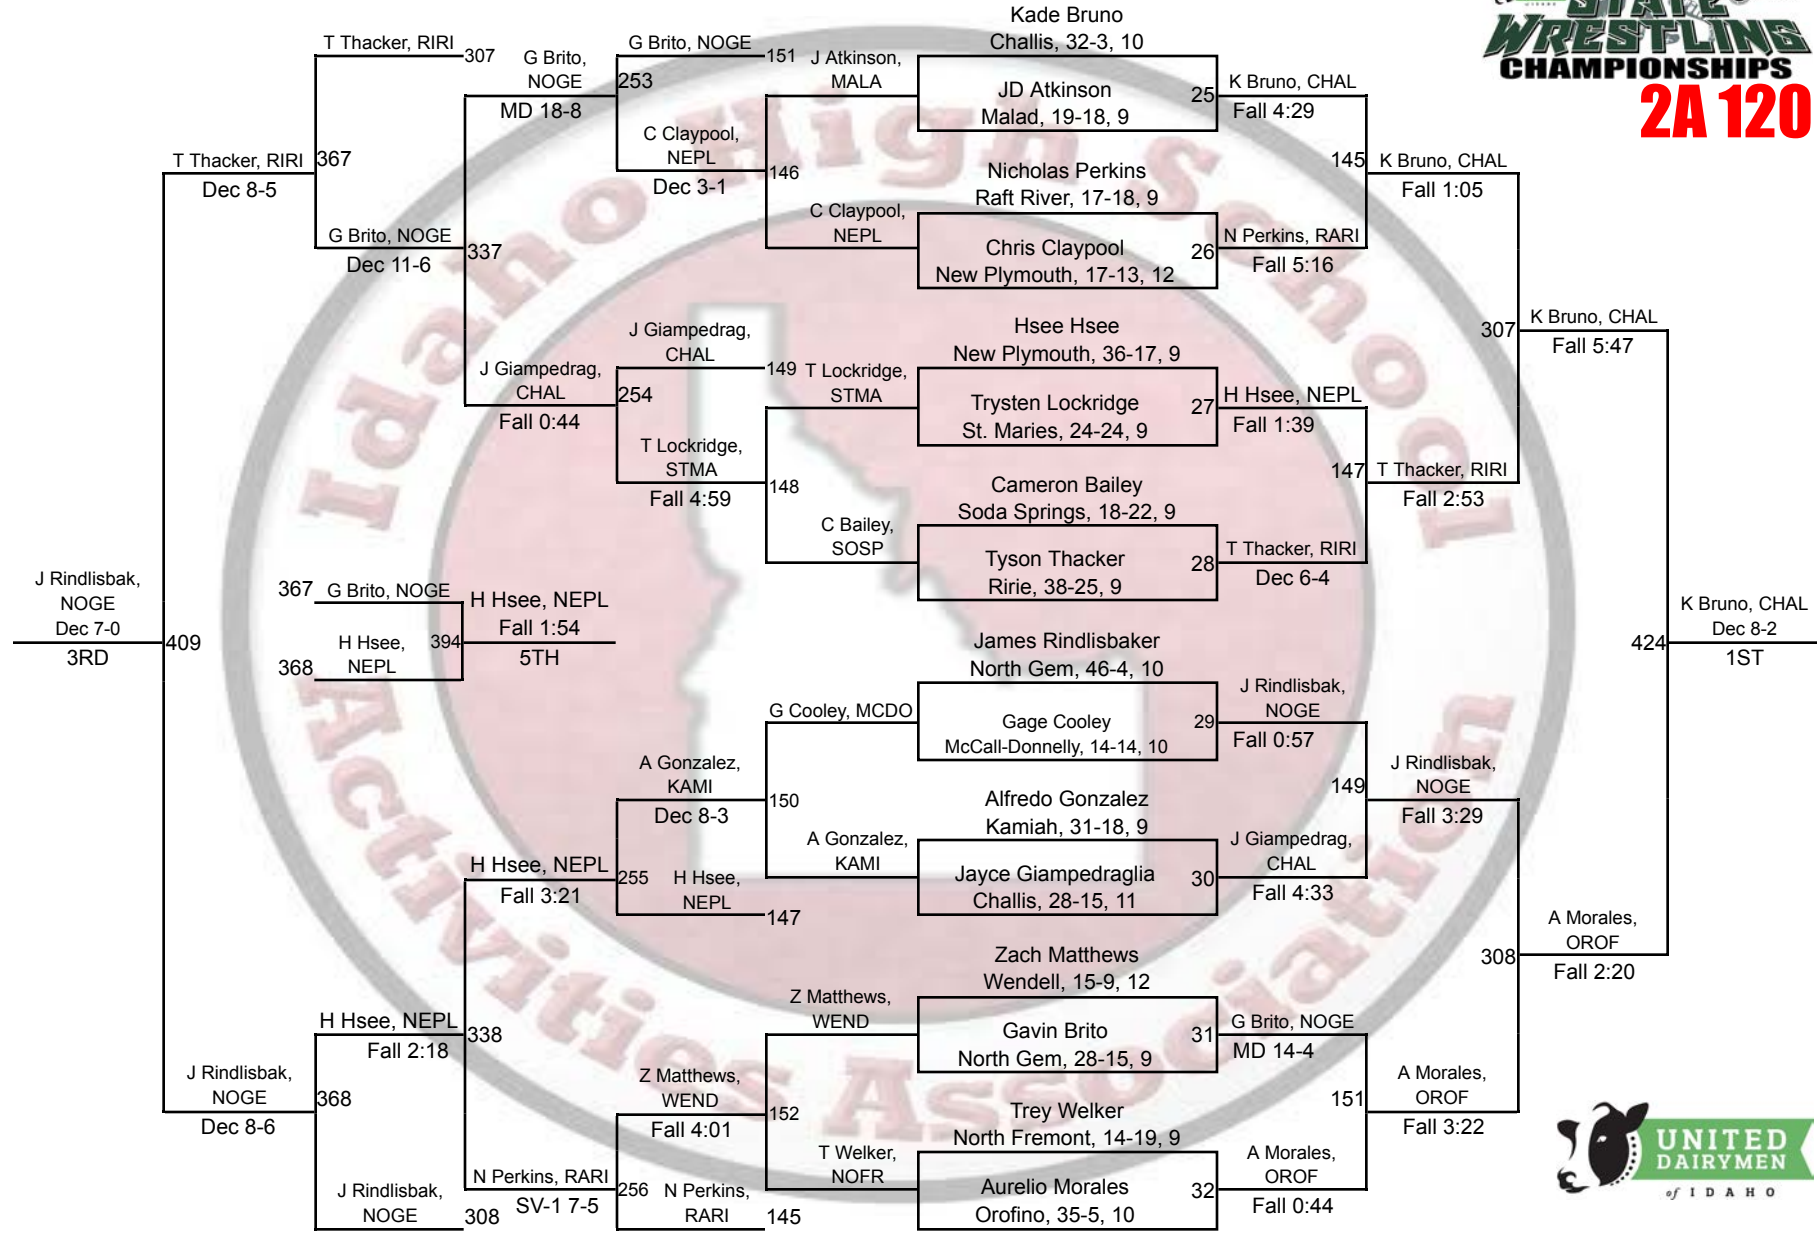 STATE
WRESTLING
CHAMPIONSHIPS
2A 120
Idaho High School
Activities Association
T Thacker, RIRI
307
367
T Thacker, RIRI
Dec 8-5
G Brito, NOGE
Dec 11-6
337
G Brito,
NOGE
MD 18-8
253
G Brito, NOGE
151
C Claypool,
NEPL
Dec 3-1
146
J Atkinson,
MALA
C Claypool,
NEPL
J Giampedrag,
CHAL
Fall 0:44
254
J Giampedrag,
CHAL
149
T Lockridge,
STMA
Fall 4:59
148
T Lockridge,
STMA
C Bailey,
SOSP
J Rindlisbak,
NOGE
Dec 7-0
3RD
409
367
G Brito, NOGE
368
H Hsee,
NEPL
394
H Hsee, NEPL
Fall 1:54
5TH
G Cooley, MCDO
A Gonzalez,
KAMI
Dec 8-3
150
A Gonzalez,
KAMI
H Hsee, NEPL
Fall 3:21
255
H Hsee,
NEPL
147
H Hsee, NEPL
Fall 2:18
338
J Rindlisbak,
NOGE
Dec 8-6
368
J Rindlisbak,
NOGE
308
N Perkins, RARI
SV-1 7-5
256
Z Matthews,
WEND
Fall 4:01
152
N Perkins,
RARI
145
Z Matthews,
WEND
T Welker,
NOFR
Kade Bruno
Challis, 32-3, 10
JD Atkinson
Malad, 19-18, 9
25
Nicholas Perkins
Raft River, 17-18, 9
Chris Claypool
New Plymouth, 17-13, 12
26
Hsee Hsee
New Plymouth, 36-17, 9
Trysten Lockridge
St. Maries, 24-24, 9
27
Cameron Bailey
Soda Springs, 18-22, 9
Tyson Thacker
Ririe, 38-25, 9
28
James Rindlisbaker
North Gem, 46-4, 10
Gage Cooley
McCall-Donnelly, 14-14, 10
29
Alfredo Gonzalez
Kamiah, 31-18, 9
Jayce Giampedraglia
Challis, 28-15, 11
30
Zach Matthews
Wendell, 15-9, 12
Gavin Brito
North Gem, 28-15, 9
31
Trey Welker
North Fremont, 14-19, 9
Aurelio Morales
Orofino, 35-5, 10
32
K Bruno, CHAL
Fall 4:29
145
N Perkins, RARI
Fall 5:16
K Bruno, CHAL
Fall 1:05
H Hsee, NEPL
Fall 1:39
147
T Thacker, RIRI
Dec 6-4
T Thacker, RIRI
Fall 2:53
307
K Bruno, CHAL
Fall 5:47
J Rindlisbak,
NOGE
Fall 0:57
149
J Giampedrag,
CHAL
Fall 4:33
J Rindlisbak,
NOGE
Fall 3:29
G Brito, NOGE
MD 14-4
151
A Morales,
OROF
Fall 0:44
A Morales,
OROF
Fall 3:22
308
A Morales,
OROF
Fall 2:20
424
K Bruno, CHAL
Dec 8-2
1ST
UNITED
DAIRYMEN
of IDAHO